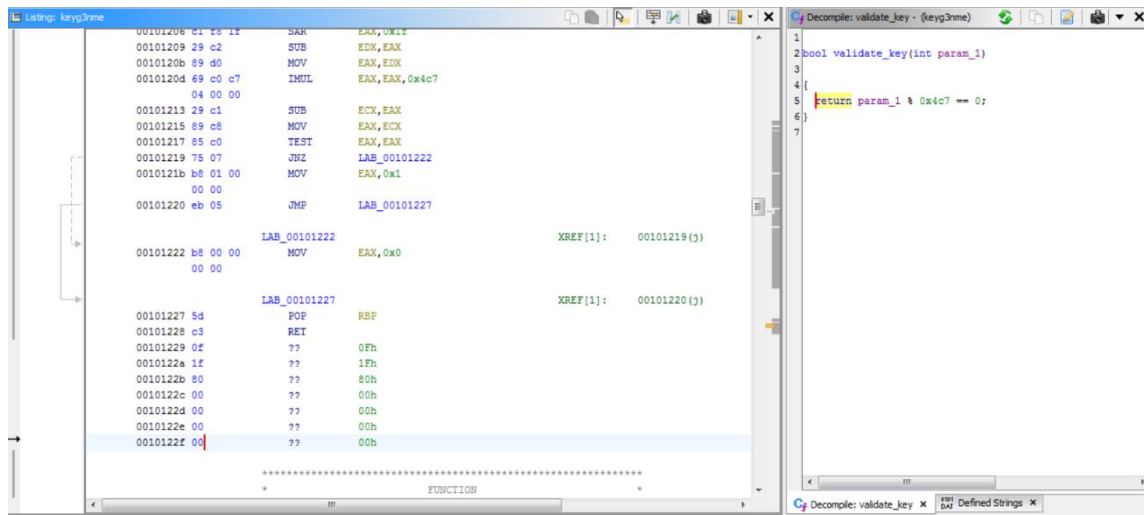 Listing: keyg3nme
00101206 c1 f8 1f SAR EAX,0x1f
00101209 29 c2 SUB EDX,EAX
0010120b 89 d0 MOV EAX,EDX
0010120d 69 c0 c7 IMUL EAX,EAX,0x4c7
04 00 00
00101213 29 c1 SUB ECX,EAX
00101215 89 c8 MOV EAX,ECX
00101217 85 c0 TEST EAX,EAX
00101219 75 07 JNZ LAB_00101222
0010121b b8 01 00 MOV EAX,0x1
00 00
00101220 eb 05 JMP LAB_00101227
LAB_00101222 XREF[1]: 00101219(j)
00101222 b8 00 00 MOV EAX,0x0
00 00
LAB_00101227 XREF[1]: 00101220(j)
00101227 5d POP RBP
00101228 c3 RET
00101229 0f ?? 0Fh
0010122a 1f ?? 1Fh
0010122b 80 ?? 80h
0010122c 00 ?? 00h
0010122d 00 ?? 00h
0010122e 00 ?? 00h
0010122f 00 ?? 00h
* FUNCTION *
Decompile: validate_key - (keyg3nme)
1
2 bool validate_key(int param_1)
3
4 {
5 return param_1 % 0x4c7 == 0;
6 }
7
Decompile: validate_key
Defined Strings